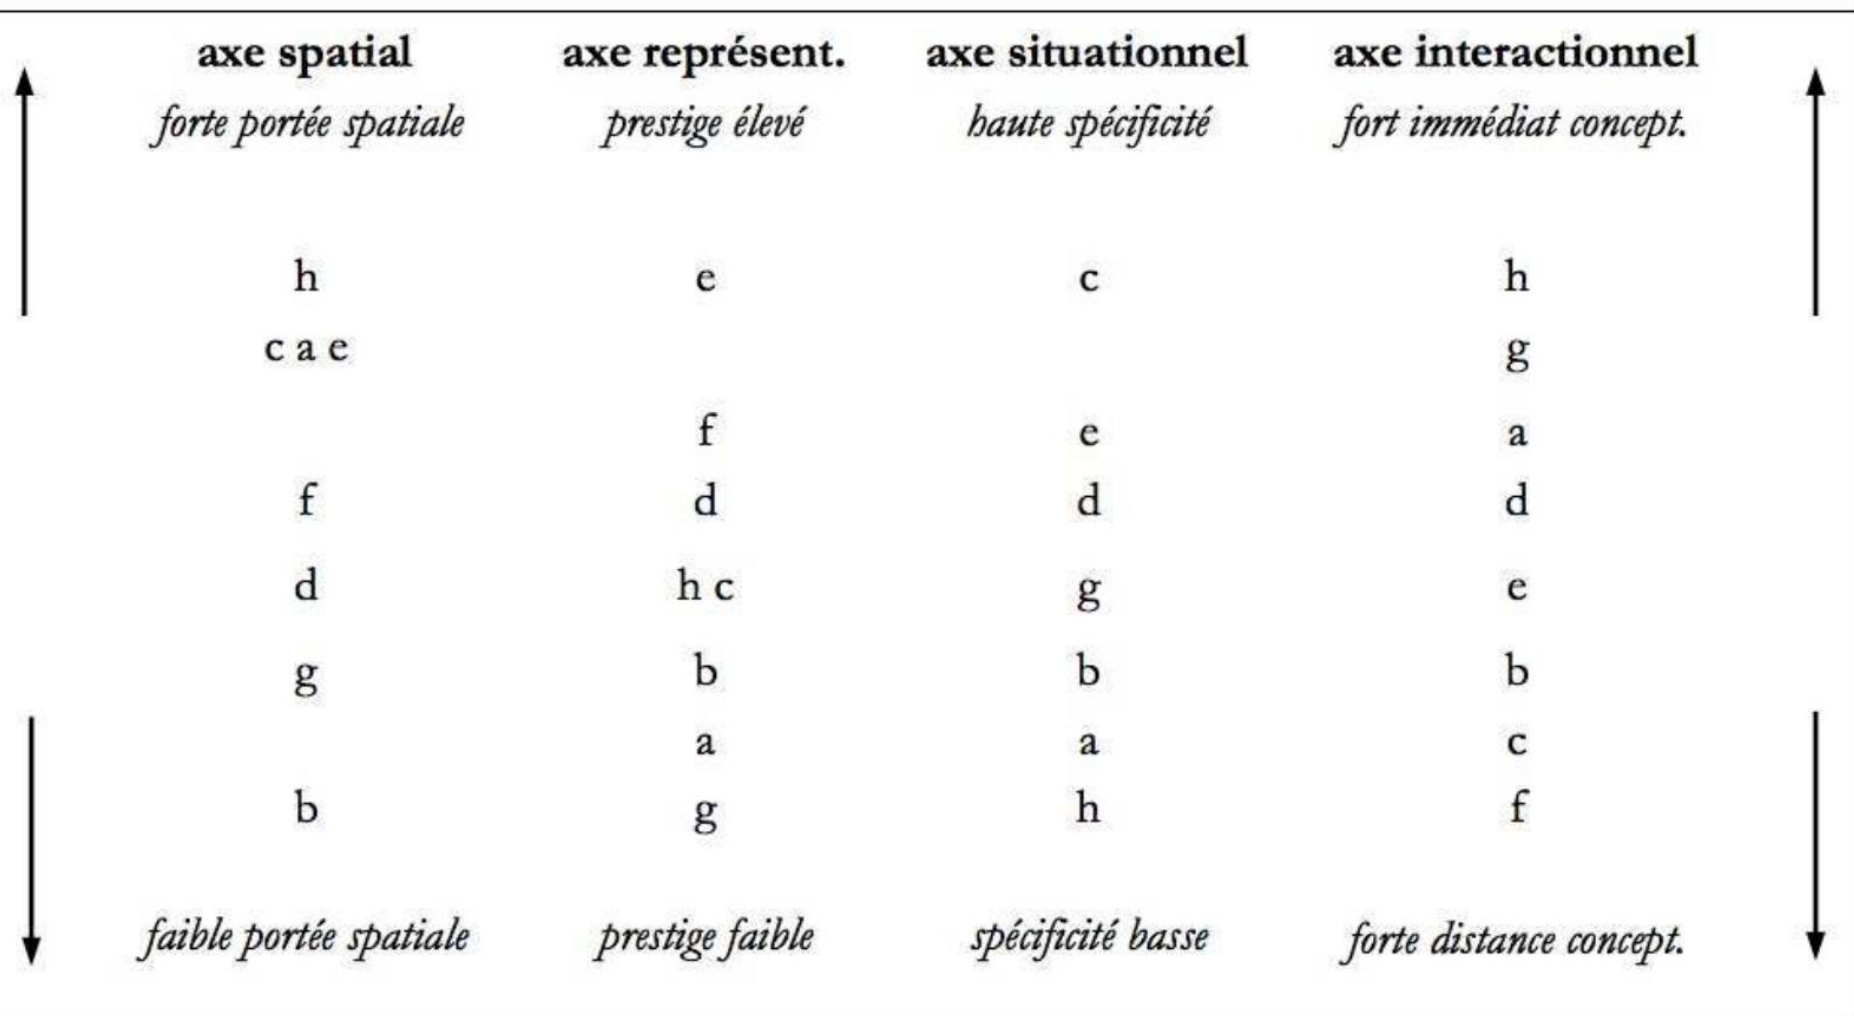 axe spatial axe représent. axe situationnel axe interactionnel
forte portée spatiale prestige élevé haute spécificité fort immédiat concept.
h e c h
c a e g
f e a
f d d d
d h c g e
g b b b
a a c
b g h f
faible portée spatiale prestige faible spécificité basse forte distance concept.